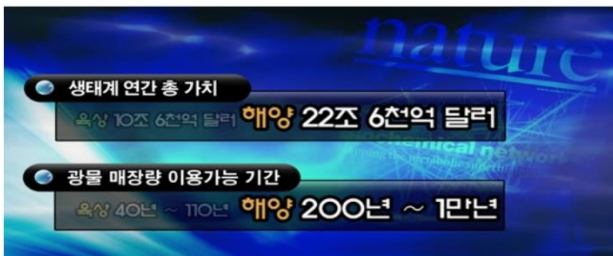 nature
생태계 연간 총 가치
육상 10조 6천억 달러 해양 22조 6천억 달러
광물 매장량 이용가능 기간
육상 40년 ~ 110년 해양 200년 ~ 1만년